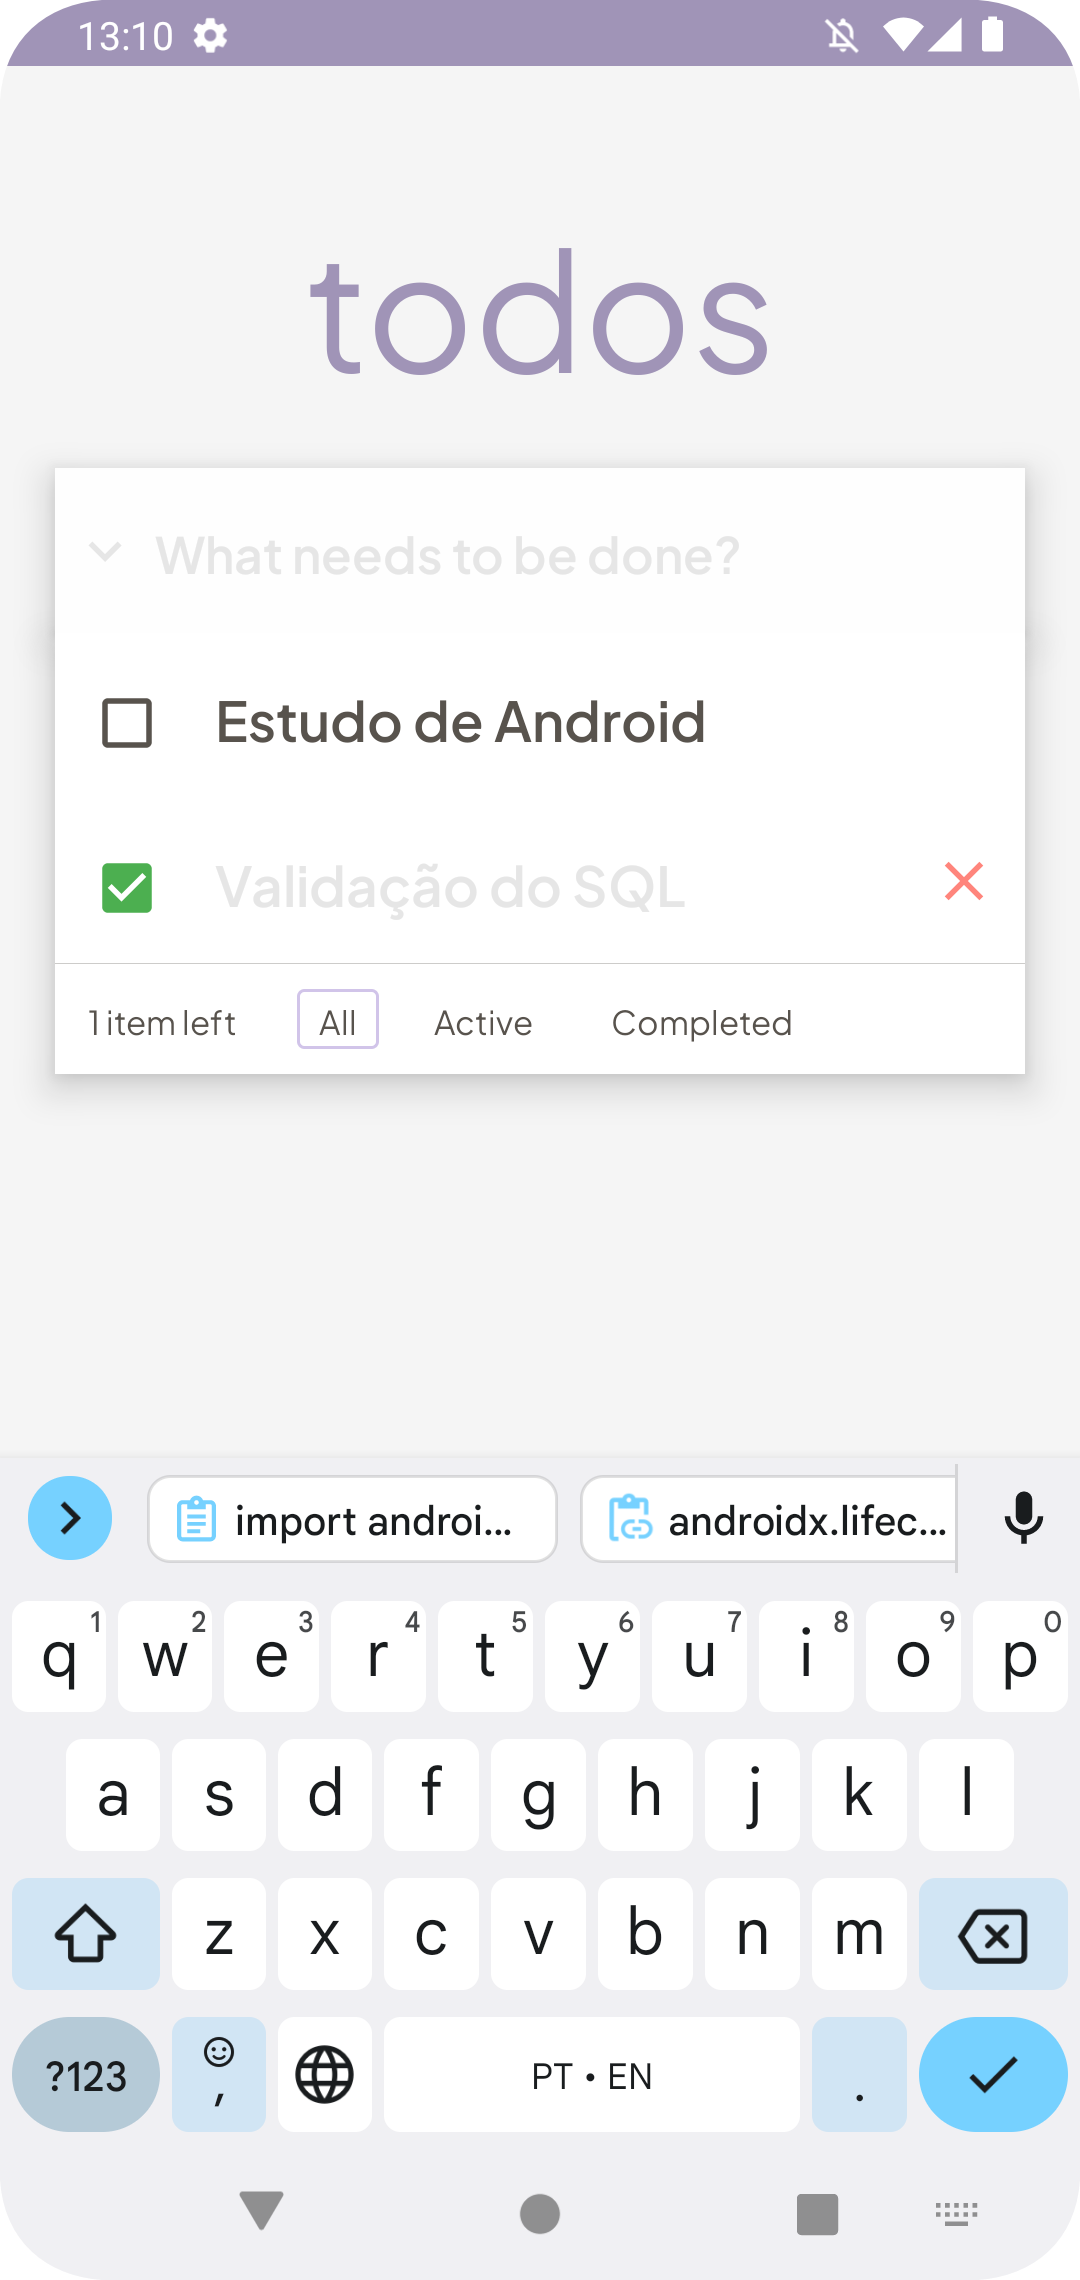 13:10
todos
What needs to be done?
Estudo de Android
Validação do SQL
1 item left All Active Completed
import androi... androidx.lifec...
q 1 w 2 e 3 r 4 t 5 y 6 u 7 i 8 o 9 p 0
a s d f g h j k l
z x c v b n m
?123 , PT • EN .